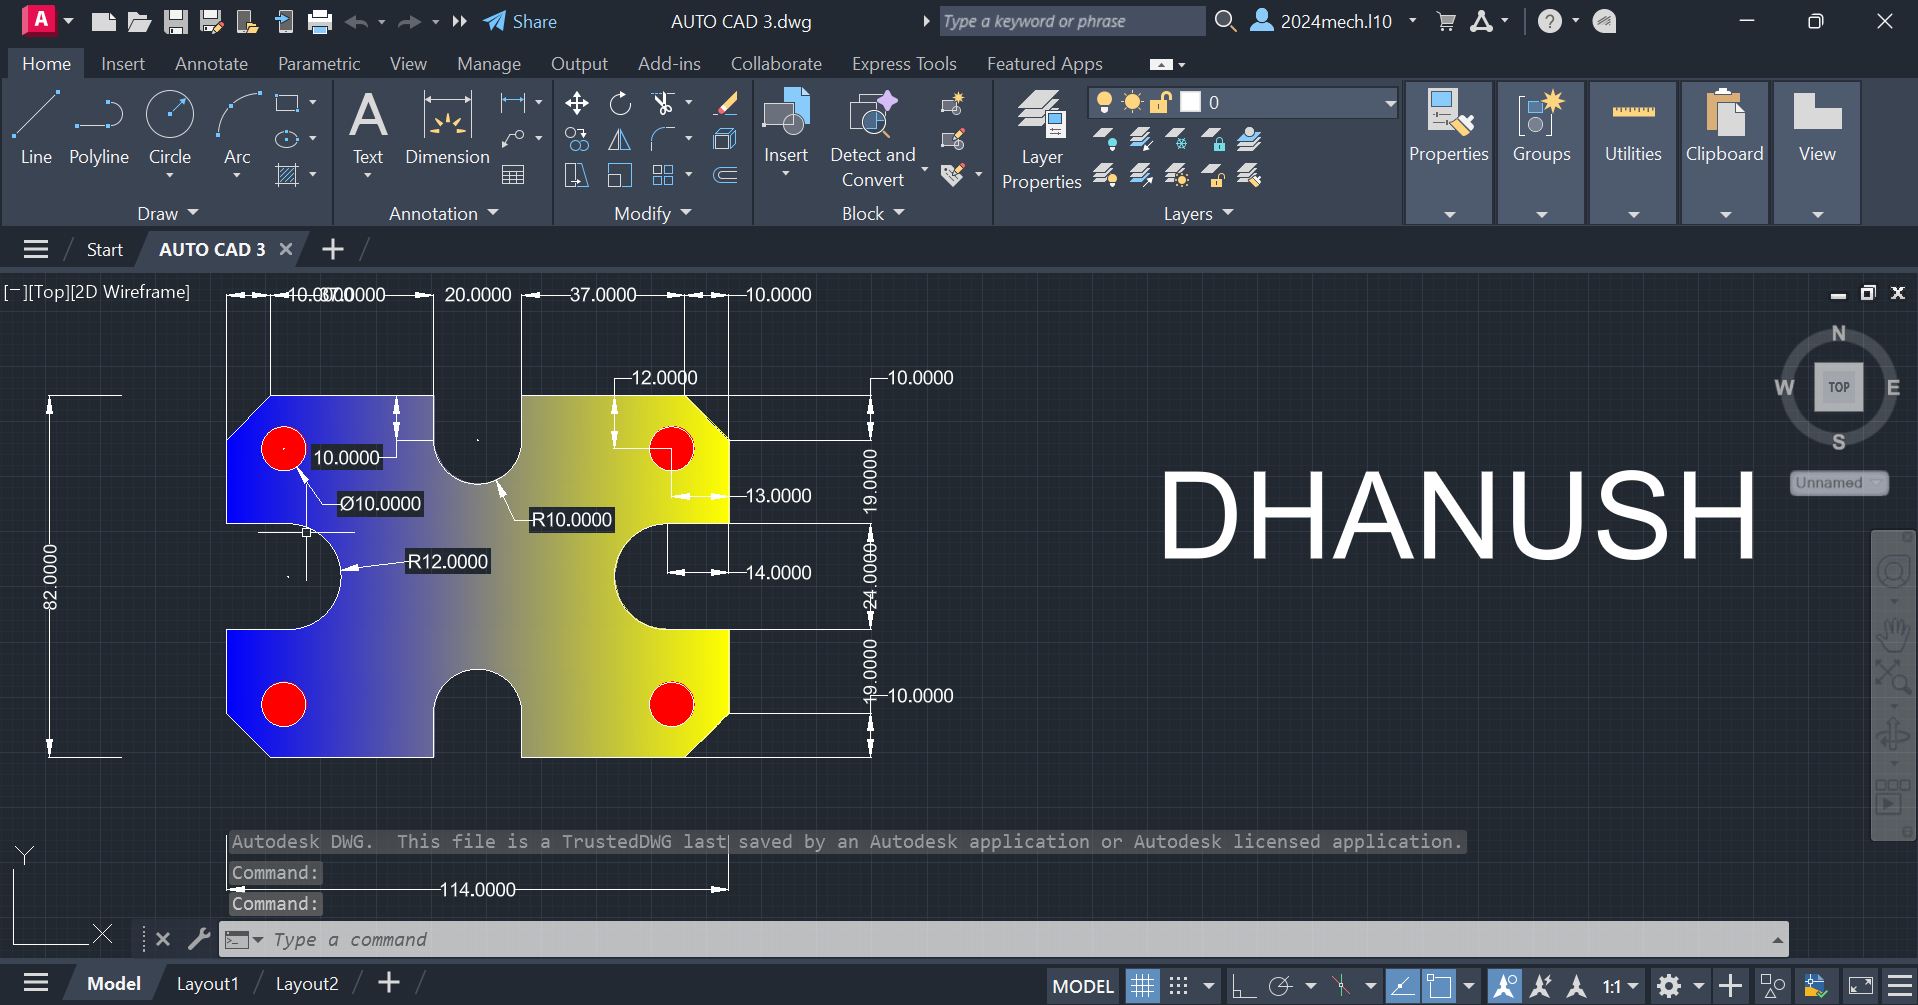 A
Share
AUTO CAD 3.dwg
Type a keyword or phrase
2024mech.l10
?
Home Insert Annotate Parametric View Manage Output Add-ins Collaborate Express Tools Featured Apps
Line Polyline Circle Arc
Draw
A
Text Dimension
Annotation
Modify
Insert Detect and Convert
Block
Layer Properties
0
Layers
Properties Groups Utilities Clipboard View
Start AUTO CAD 3
[−][Top][2D Wireframe]
37.0000 20.0000 37.0000 10.0000
12.0000 10.0000
N
W TOP E
S
Unnamed
10.0000
Ø10.0000
R10.0000
13.0000
19.0000
DHANUSH
82.0000
R12.0000
14.0000
24.0000
19.0000
10.0000
Autodesk DWG. This file is a TrustedDWG last saved by an Autodesk application or Autodesk licensed application.
Command:
114.0000
Command:
Y
X
Type a command
Model Layout1 Layout2
MODEL
1:1